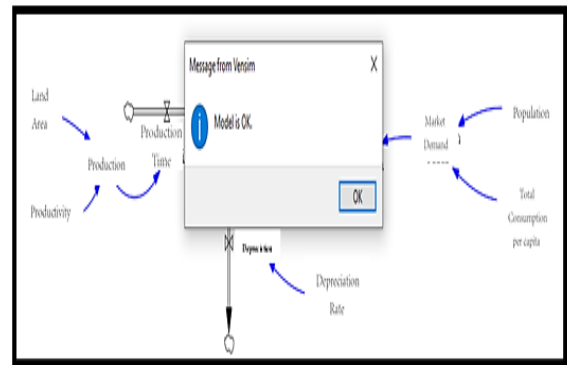 Message from Vensim
Model is OK.
OK
Land
Area
Production
Time
Production
Productivity
Market
Demand
Population
Total
Consumption
per capita
Depreciation
Rate